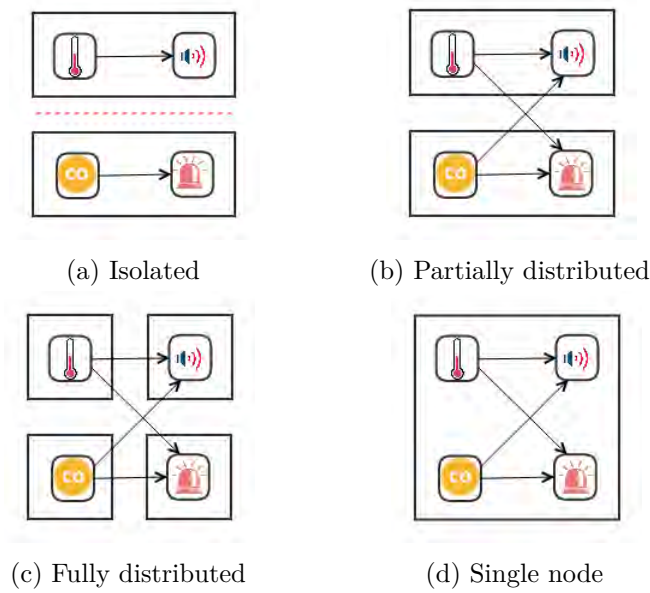 CO
CO
(a) Isolated
(b) Partially distributed
CO
CO
(c) Fully distributed
(d) Single node